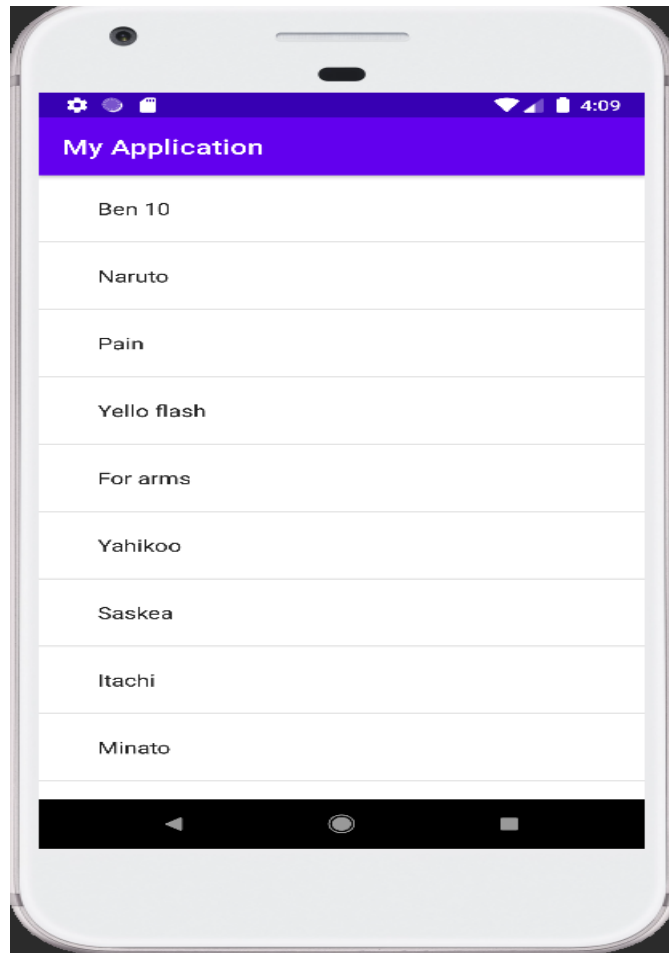 4:09
My Application
Ben 10
Naruto
Pain
Yello flash
For arms
Yahikoo
Saskea
Itachi
Minato